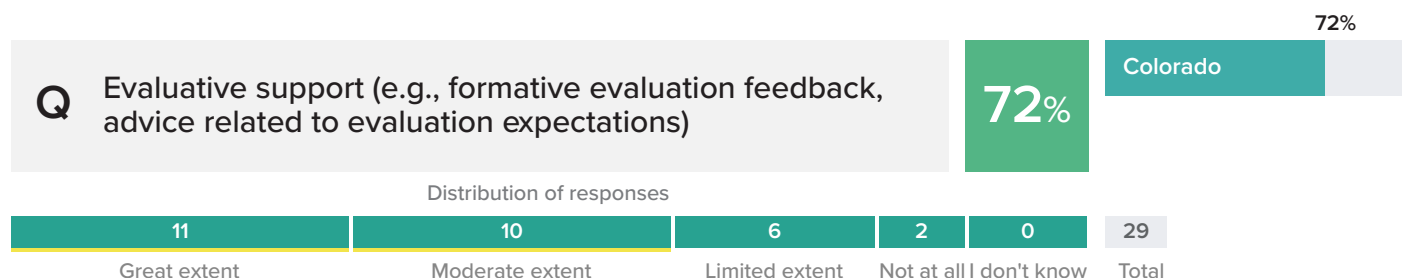 72%
Q
Evaluative support (e.g., formative evaluation feedback,
advice related to evaluation expectations)
72%
Colorado
Distribution of responses
11 10 6 2 0 29
Great extent Moderate extent Limited extent Not at all I don't know Total